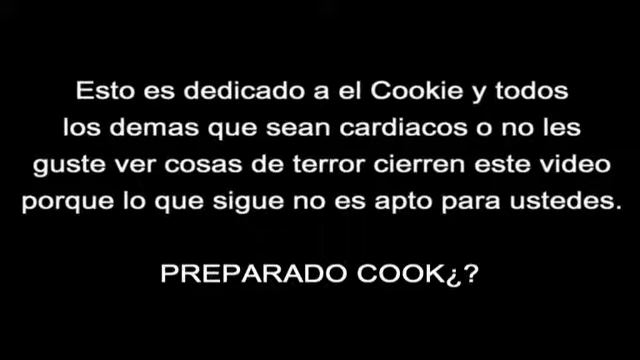 Esto es dedicado a el Cookie y todos
los demas que sean cardiacos o no les
guste ver cosas de terror cierren este video
porque lo que sigue no es apto para ustedes.
PREPARADO COOK¿?